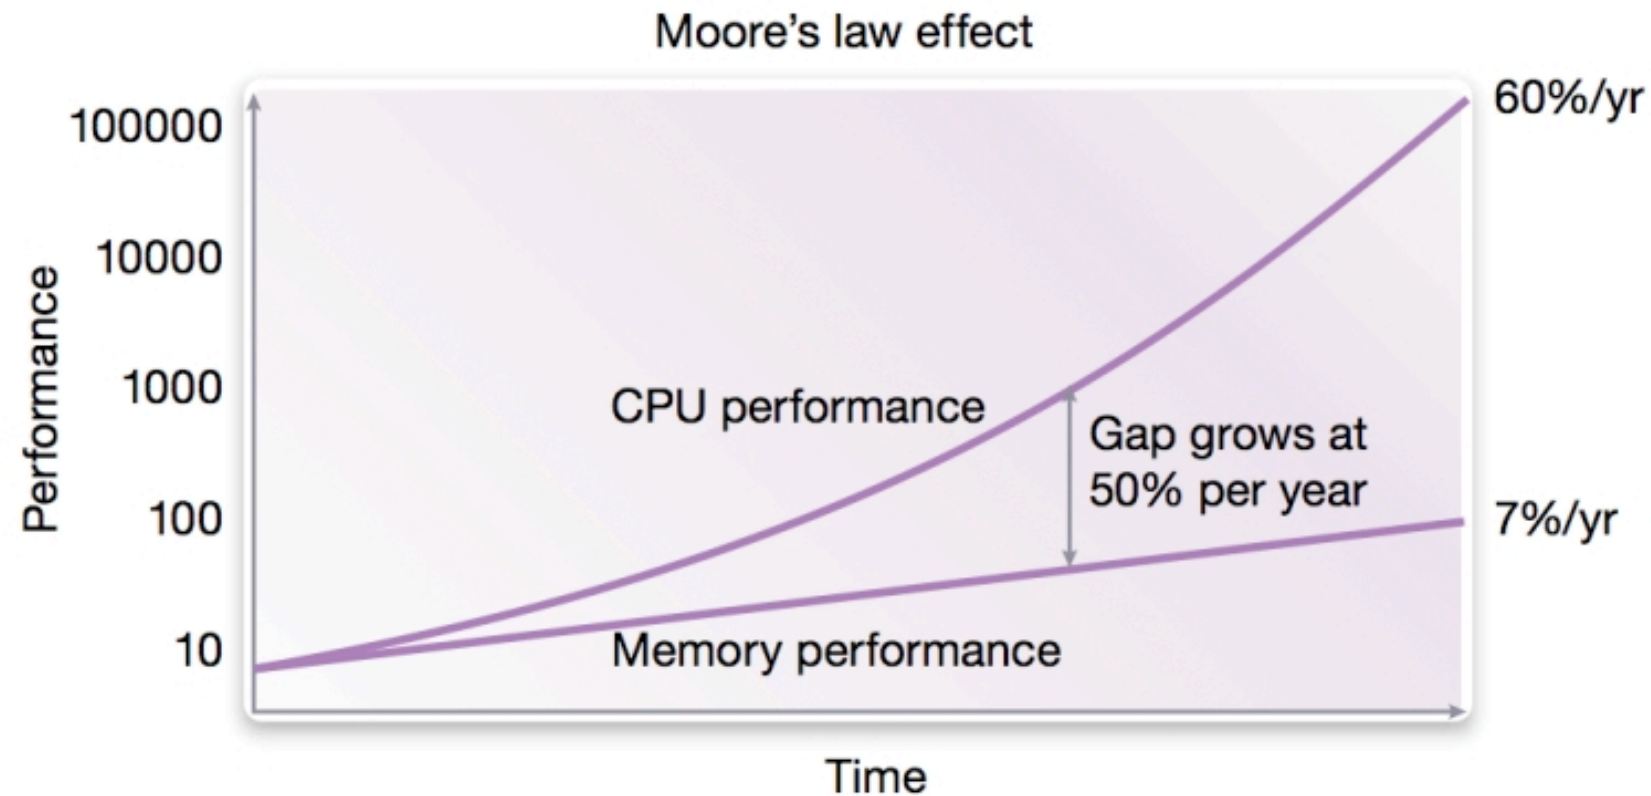 Moore’s law effect
100000
10000
1000
100
10
Performance
CPU performance
Gap grows at
50% per year
Memory performance
60%/yr
7%/yr
Time